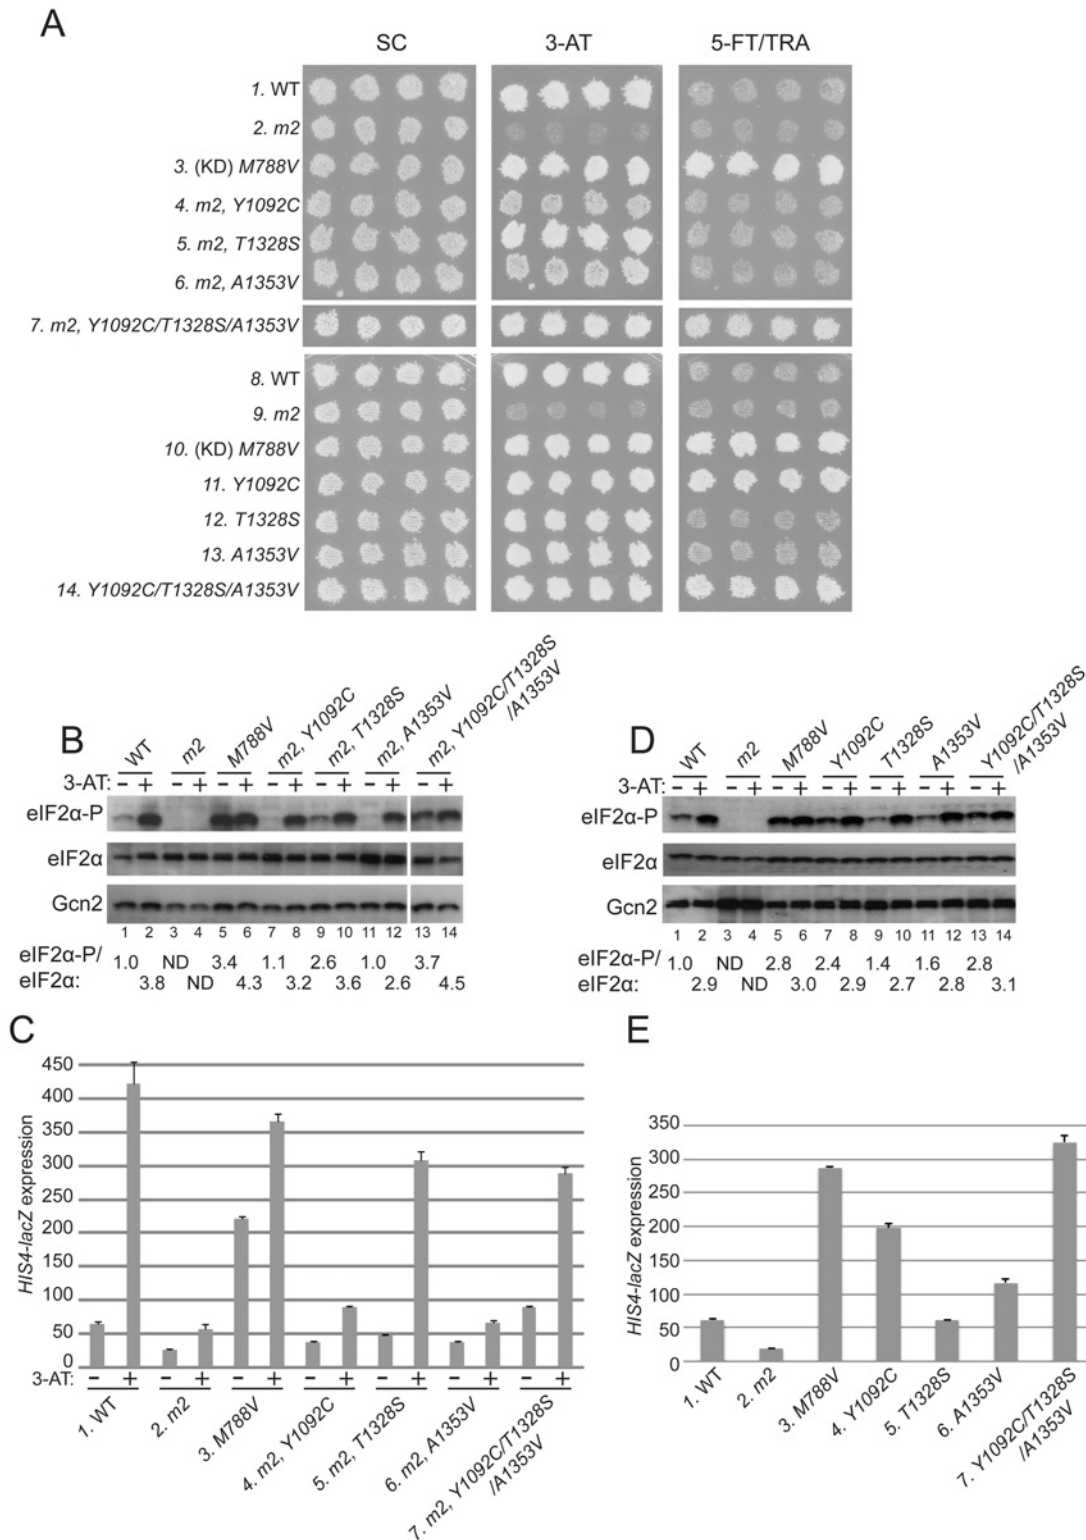 A
SC 3-AT 5-FT/TRA
1. WT
2. m2
3. (KD) M788V
4. m2, Y1092C
5. m2, T1328S
6. m2, A1353V
7. m2, Y1092C/T1328S/A1353V
8. WT
9. m2
10. (KD) M788V
11. Y1092C
12. T1328S
13. A1353V
14. Y1092C/T1328S/A1353V
B
WT m2 M788V m2, Y1092C m2, T1328S m2, A1353V m2, Y1092C/T1328S
/A1353V
3-AT: – + – + – + – + – + – + – +
eIF2α-P
eIF2α
Gcn2
1 2 3 4 5 6 7 8 9 10 11 12 13 14
eIF2α-P/ 1.0 ND 3.4 1.1 2.6 1.0 3.7
eIF2α: 3.8 ND 4.3 3.2 3.6 2.6 4.5
D
WT m2 M788V Y1092C T1328S A1353V Y1092C/T1328S
/A1353V
3-AT: – + – + – + – + – + – + – +
eIF2α-P
eIF2α
Gcn2
1 2 3 4 5 6 7 8 9 10 11 12 13 14
eIF2α-P/ 1.0 ND 2.8 2.4 1.4 1.6 2.8
eIF2α: 2.9 ND 3.0 2.9 2.7 2.8 3.1
C
HIS4-lacZ expression
450
400
350
300
250
200
150
100
50
0
3-AT: – + – + – + – + – + – + – +
1. WT
2. m2
3. M788V
4. m2, Y1092C
5. m2, T1328S
6. m2, A1353V
7. m2, Y1092C/T1328S
/A1353V
E
HIS4-lacZ expression
350
300
250
200
150
100
50
0
1. WT
2. m2
3. M788V
4. Y1092C
5. T1328S
6. A1353V
7. Y1092C/T1328S
/A1353V